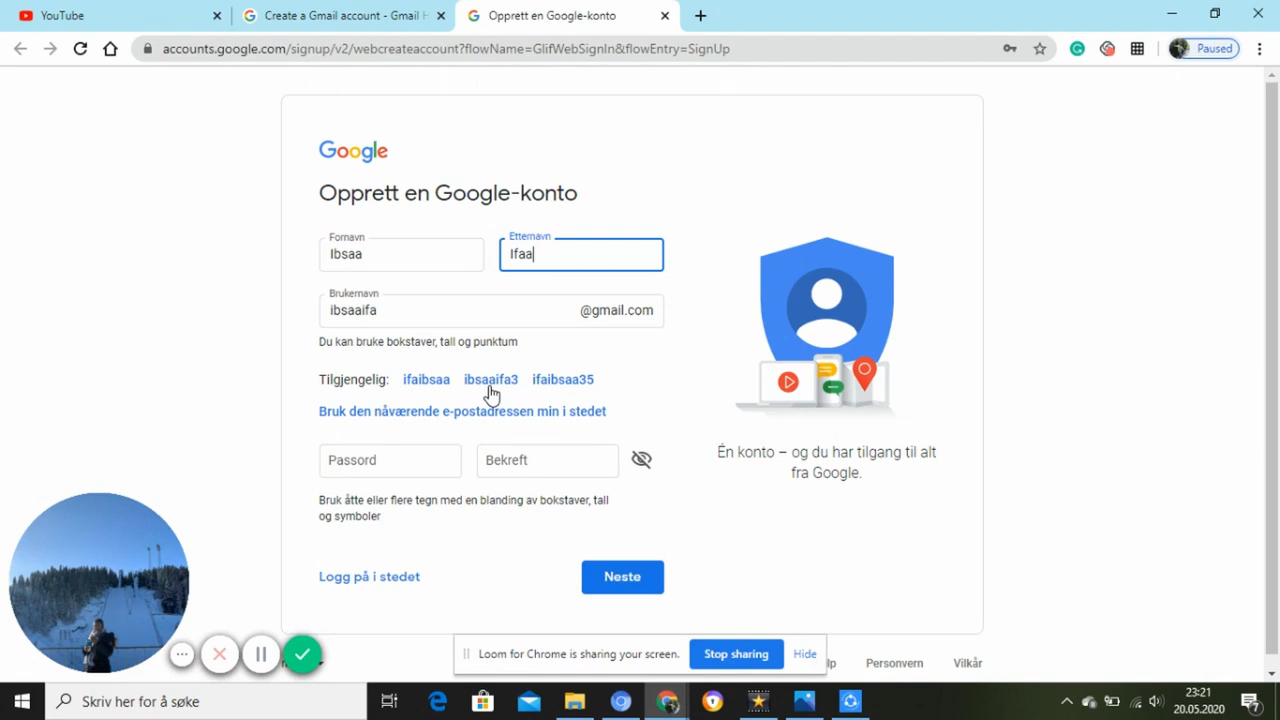 YouTube
Create a Gmail account - Gmail H
Opprett en Google-konto
accounts.google.com/signup/v2/webcreateaccount?flowName=GlifWebSignIn&flowEntry=SignUp
Paused
Google
Opprett en Google-konto
Fornavn
Ibsaa
Etternavn
Ifaa
Brukernavn
ibsaaifa
@gmail.com
Du kan bruke bokstaver, tall og punktum
Tilgjengelig: ifaibsaa ibsaaifa3 ifaibsaa35
Bruk den nåværende e-postadressen min i stedet
Passord
Bekreft
Bruk åtte eller flere tegn med en blanding av bokstaver, tall
og symboler
Logg på i stedet
Neste
Én konto – og du har tilgang til alt
fra Google.
Loom for Chrome is sharing your screen.
Stop sharing
Hide
lp
Personvern
Vilkår
Skriv her for å søke
23:21
20.05.2020
7